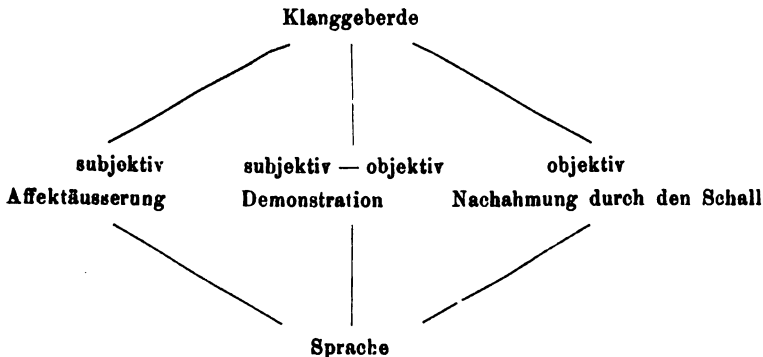 Klanggeberde
subjektiv subjektiv — objektiv objektiv
Affektäusserung Demonstration Nachahmung durch den Schall
Sprache